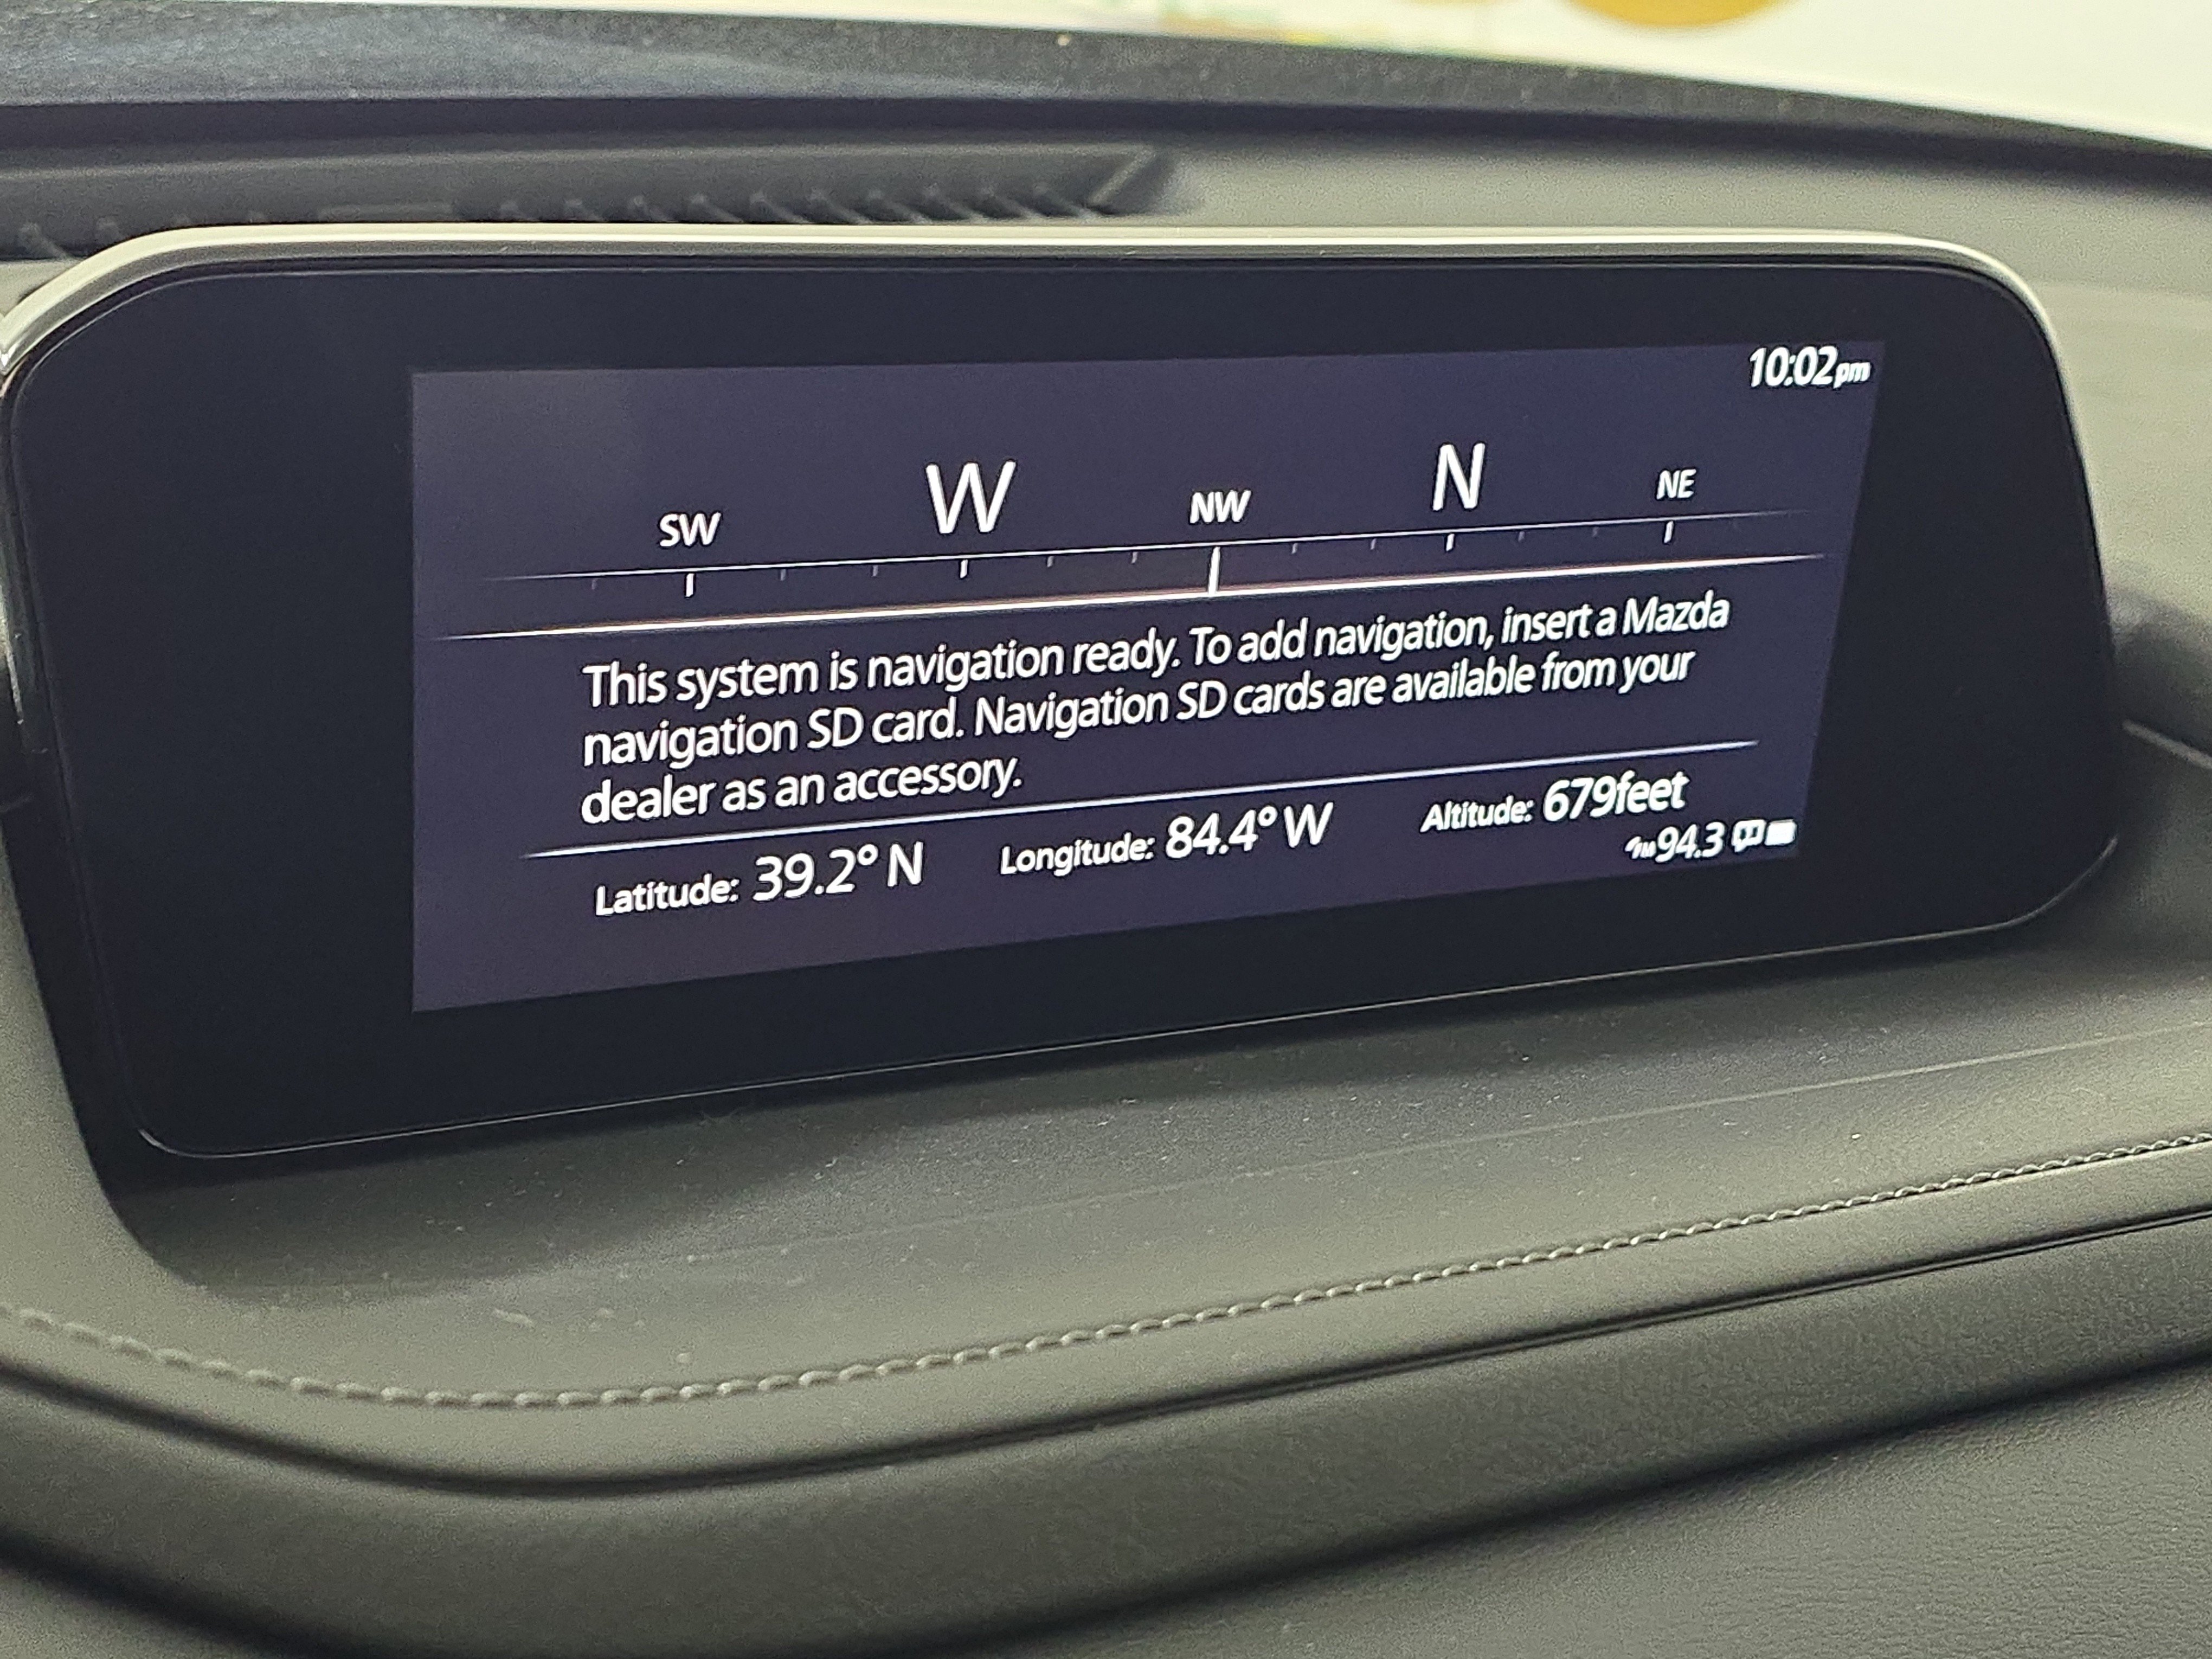 10:02pm
SW W NW N NE
This system is navigation ready. To add navigation, insert a Mazda
navigation SD card. Navigation SD cards are available from your
dealer as an accessory.
Latitude: 39.2° N Longitude: 84.4° W Altitude: 679feet
FM 94.3